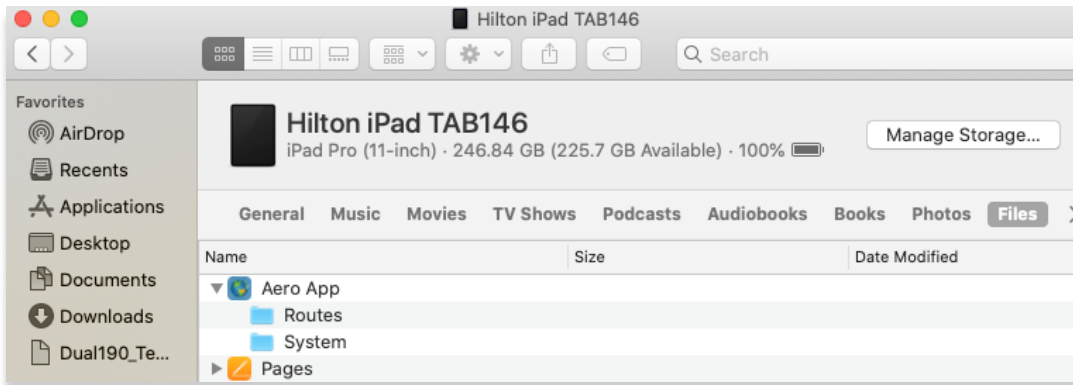 Hilton iPad TAB146
Search
Favorites
AirDrop
Recents
Applications
Desktop
Documents
Downloads
Dual190_Te...
Hilton iPad TAB146
iPad Pro (11-inch) · 246.84 GB (225.7 GB Available) · 100%
Manage Storage...
General Music Movies TV Shows Podcasts Audiobooks Books Photos Files
Name Size Date Modified
Aero App
Routes
System
Pages